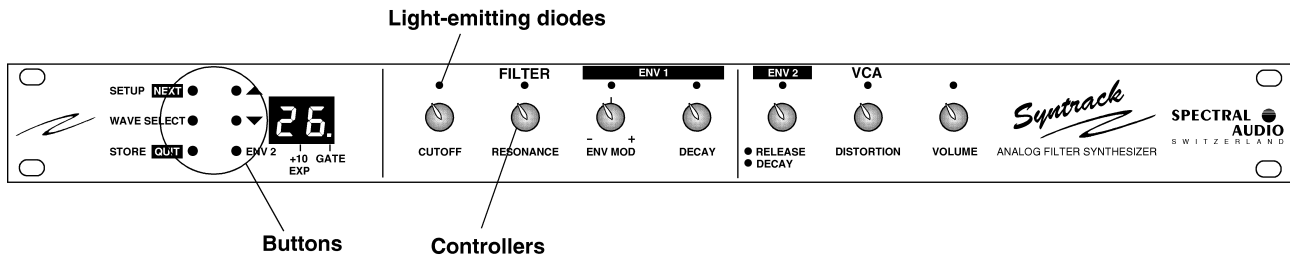 Light-emitting diodes
FILTER ENV 1 ENV 2 VCA
SETUP NEXT
WAVE SELECT
STORE QUIT ENV 2
26.
+10 GATE
EXP
CUTOFF RESONANCE - + ENV MOD DECAY
RELEASE
DECAY
DISTORTION VOLUME
Syntrack
ANALOG FILTER SYNTHESIZER
SPECTRAL
AUDIO
SWITZERLAND
Buttons Controllers